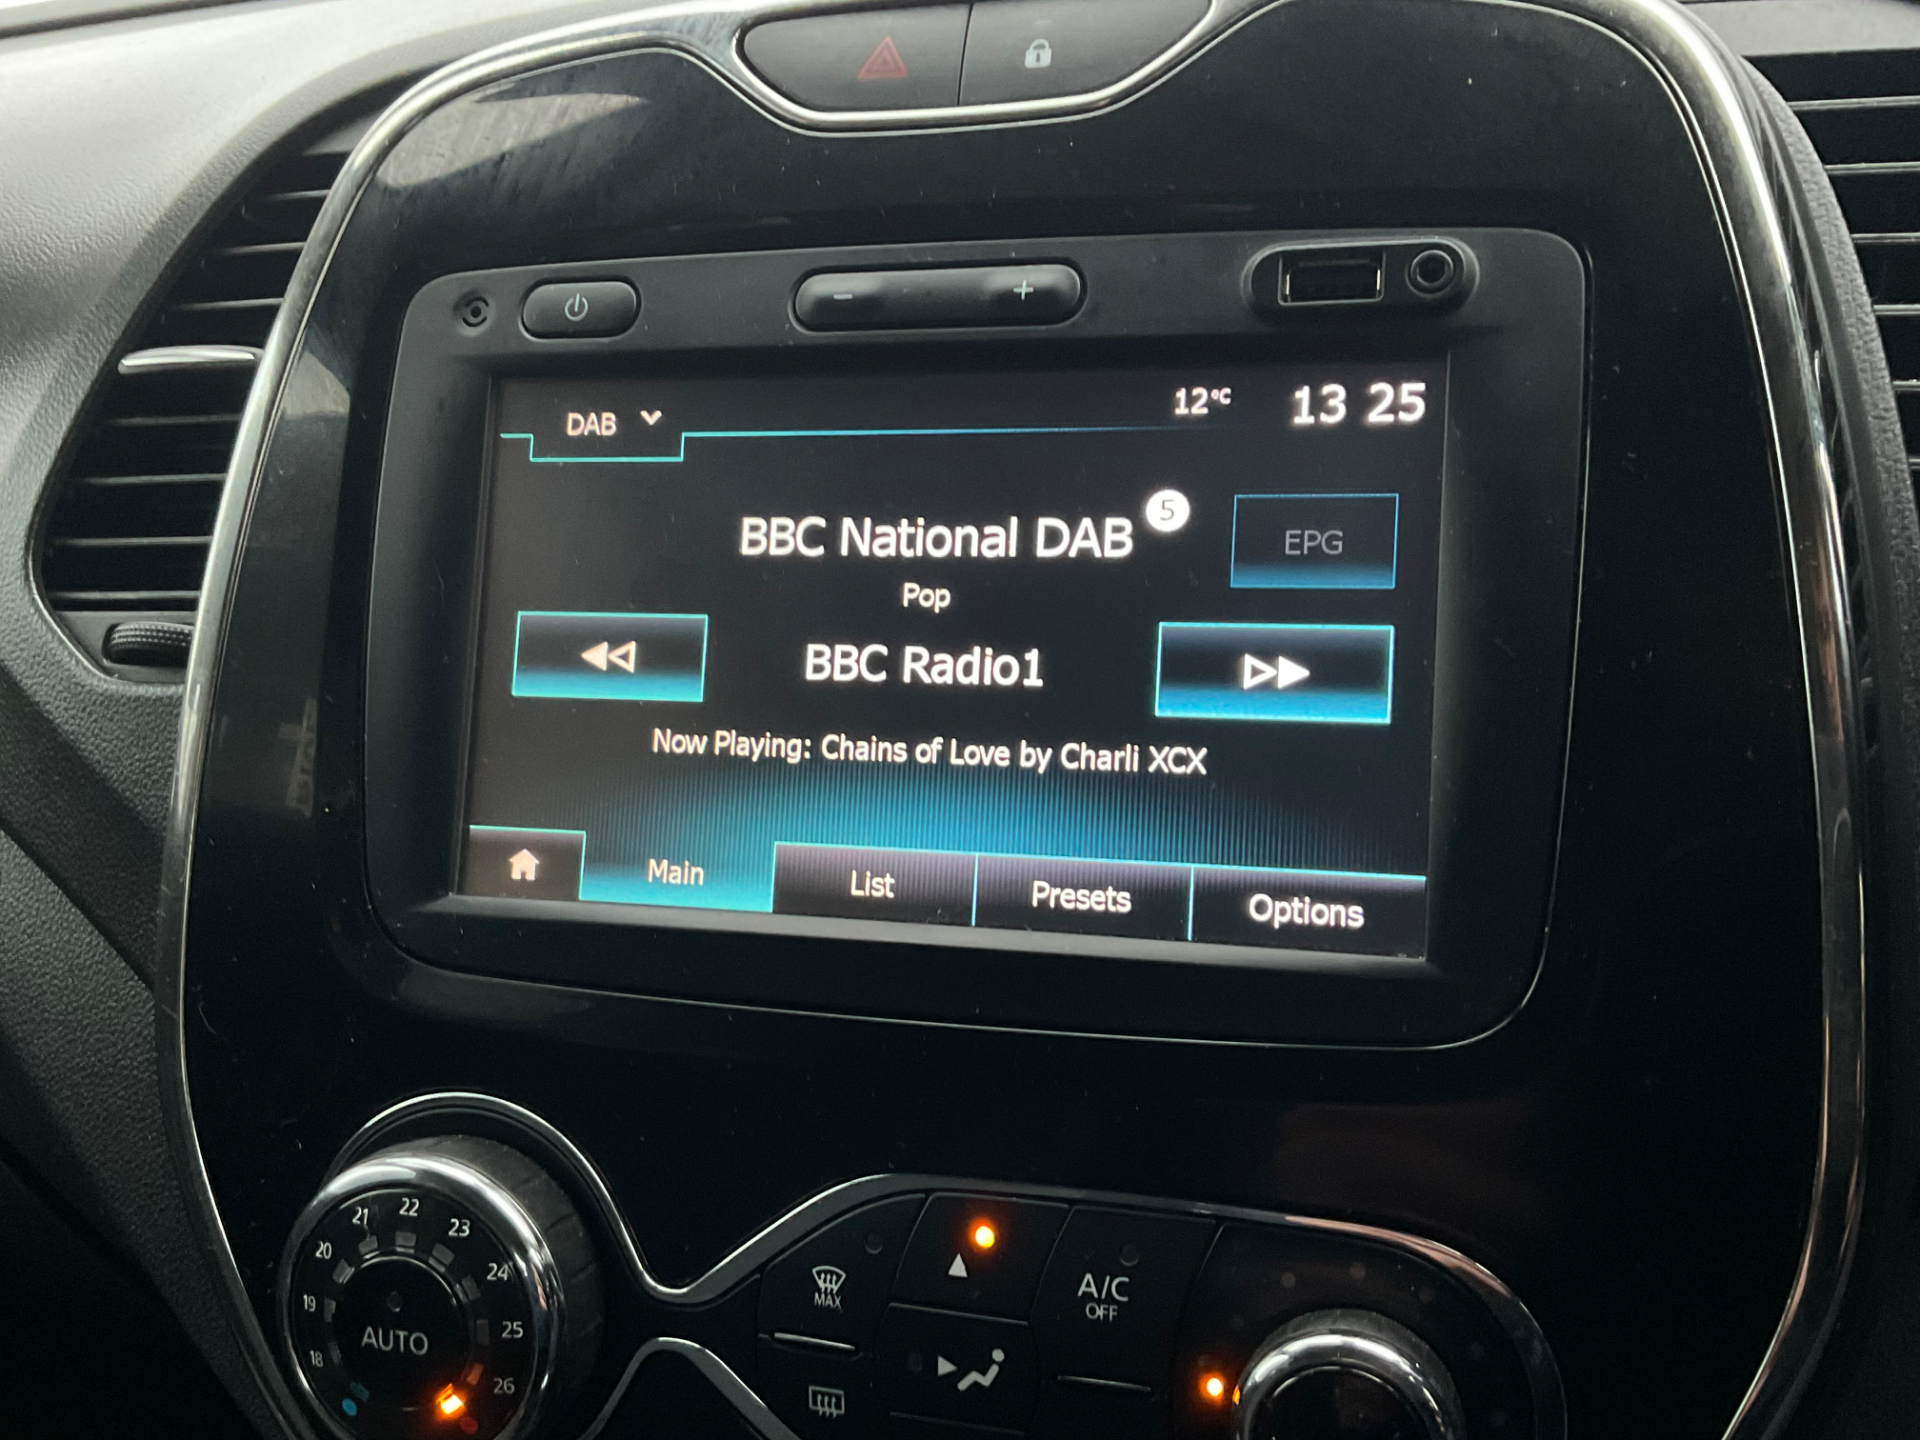 DAB
12°C
13 25
BBC National DAB
5
EPG
Pop
BBC Radio1
Now Playing: Chains of Love by Charli XCX
Main
List
Presets
Options
18
19
20
21
22
23
24
25
26
AUTO
MAX
A/C
OFF